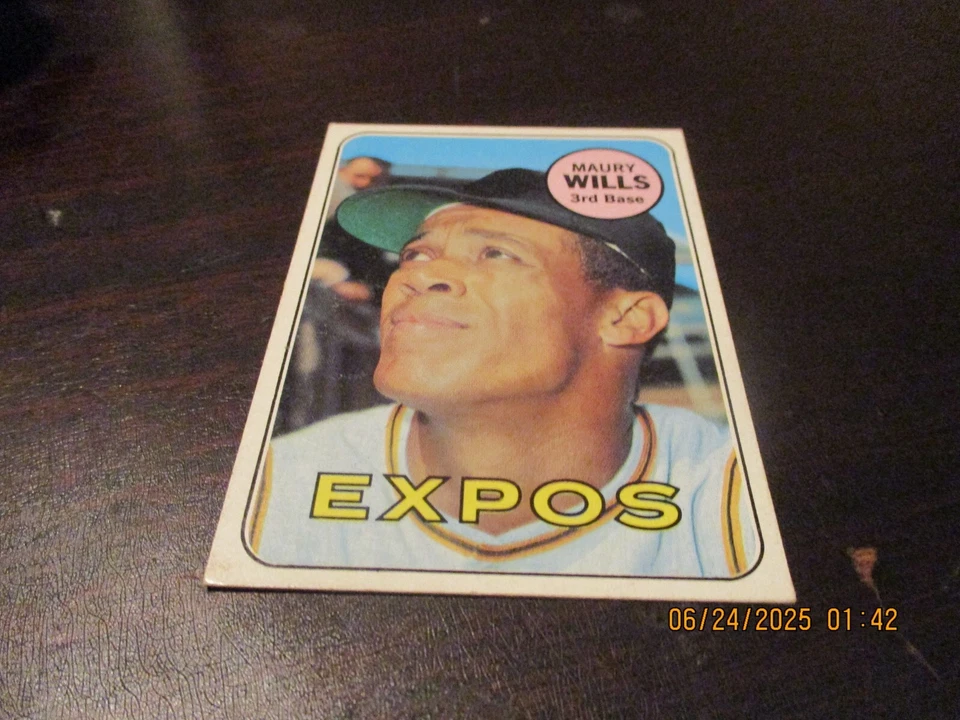 MAURY
WILLS
3rd Base
EXPOS
06/24/2025 01:42